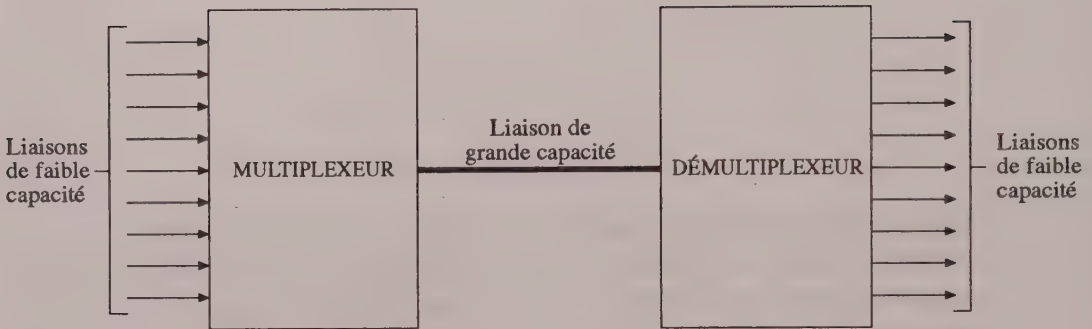 Liaisons
de faible
capacité
MULTIPLEXEUR
Liaison de
grande capacité
DÉMULTIPLEXEUR
Liaisons
de faible
capacité